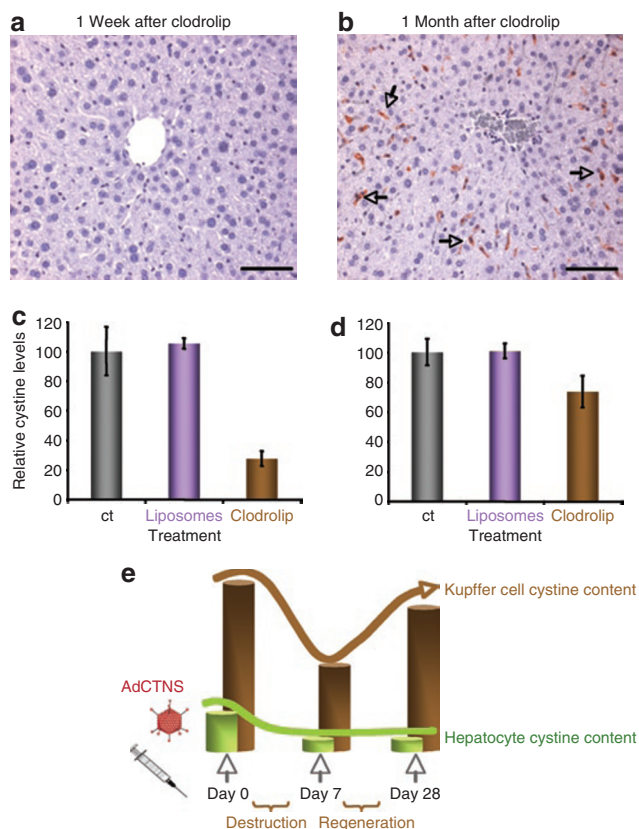 a 1 Week after clodrolip
b 1 Month after clodrolip
c
Relative cystine levels
120
100
80
60
40
20
0
ct Liposomes Clodrolip
Treatment
d
120
100
80
60
40
20
0
ct Liposomes Clodrolip
Treatment
e
Kupffer cell cystine content
AdCTNS
Hepatocyte cystine content
Day 0 Day 7 Day 28
Destruction Regeneration